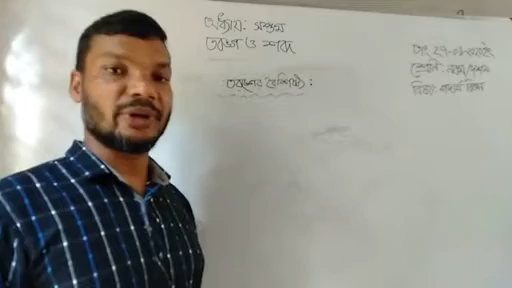 অধ্যায়: সপ্তম
তরঙ্গ ও শব্দ
তরঙ্গের বৈশিষ্ট্য :
শ্রেণি: নবম/দশম
বিষয়: পদার্থ বিজ্ঞান